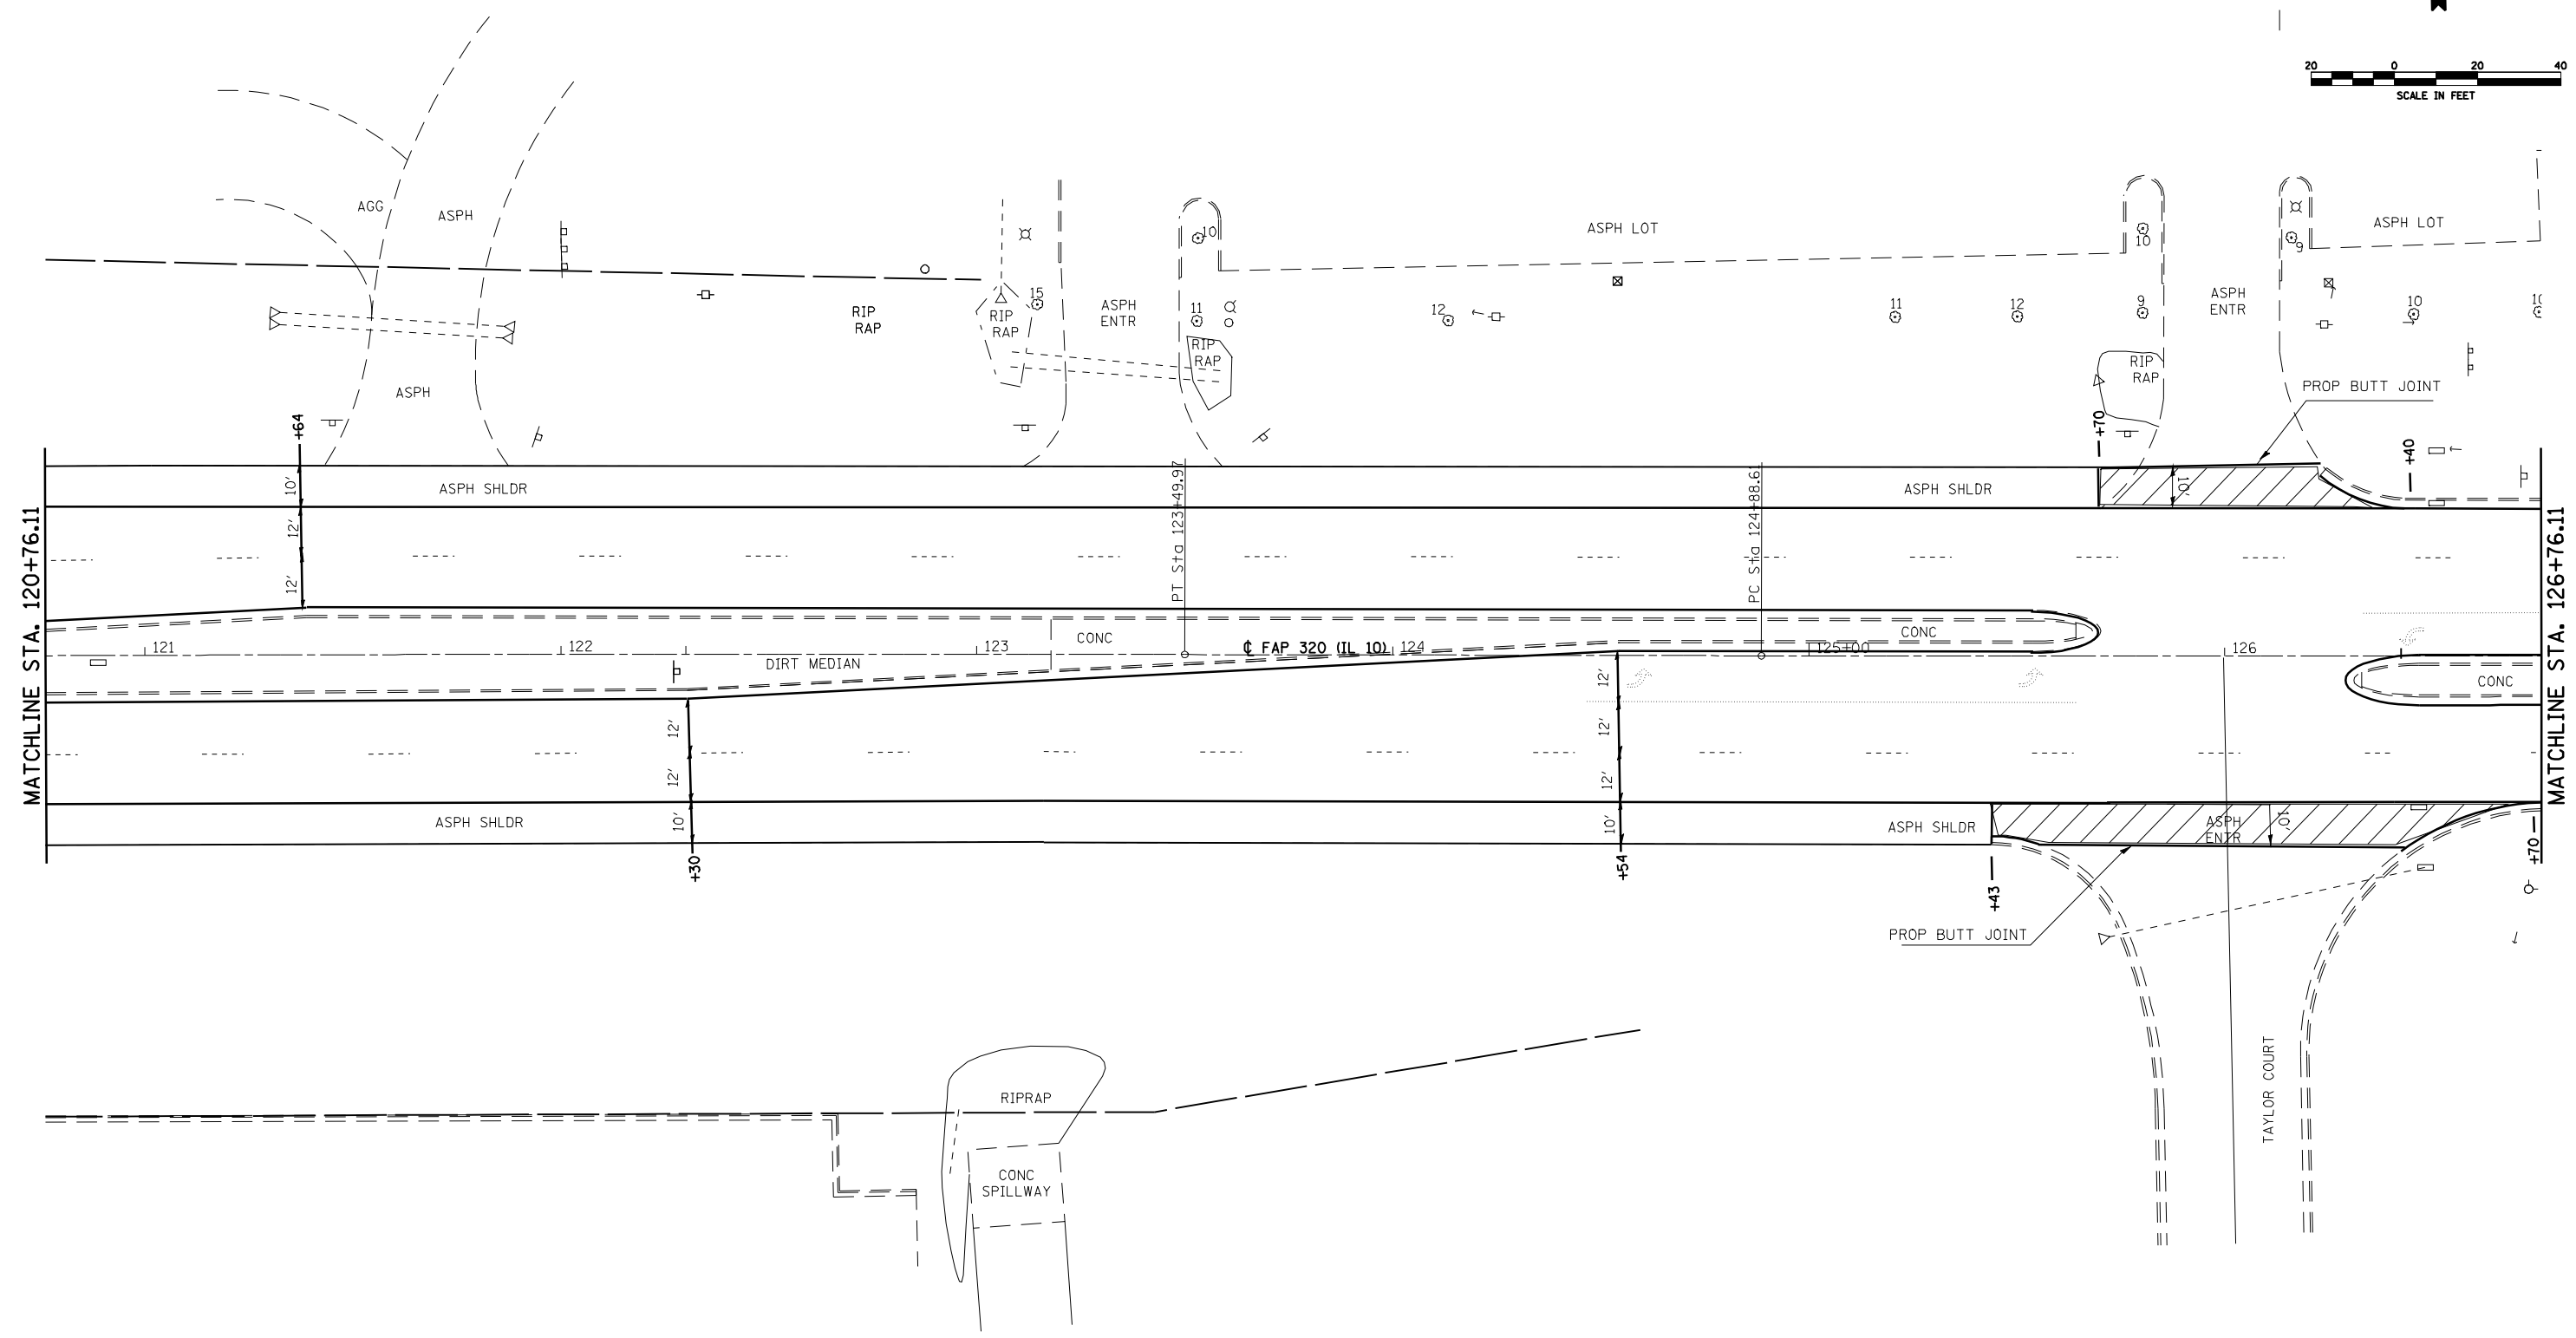 20 0 20 40
SCALE IN FEET
AGG
ASPH
ASPH LOT
ASPH LOT
10
10
9
15
RIP
RAP
RIP
RAP
ASPH
ENTR
11
12
11
12
9
ASPH
ENTR
10
RIP
RAP
RIP
RAP
ASPH
PROP BUTT JOINT
+64
+70
+40
10'
ASPH SHLDR
ASPH SHLDR
10'
12'
12'
PT Sta 123+49.97
PC Sta 124+88.61
MATCHLINE STA. 120+76.11
MATCHLINE STA. 126+76.11
121
122
123
CONC
DIRT MEDIAN
℄ FAP 320 (IL 10)
124
125+00
CONC
126
CONC
12'
12'
12'
12'
12'
ASPH SHLDR
10'
10'
ASPH SHLDR
ASPH
ENTR
10'
+30
+54
+43
+70
PROP BUTT JOINT
TAYLOR COURT
RIPRAP
CONC
SPILLWAY